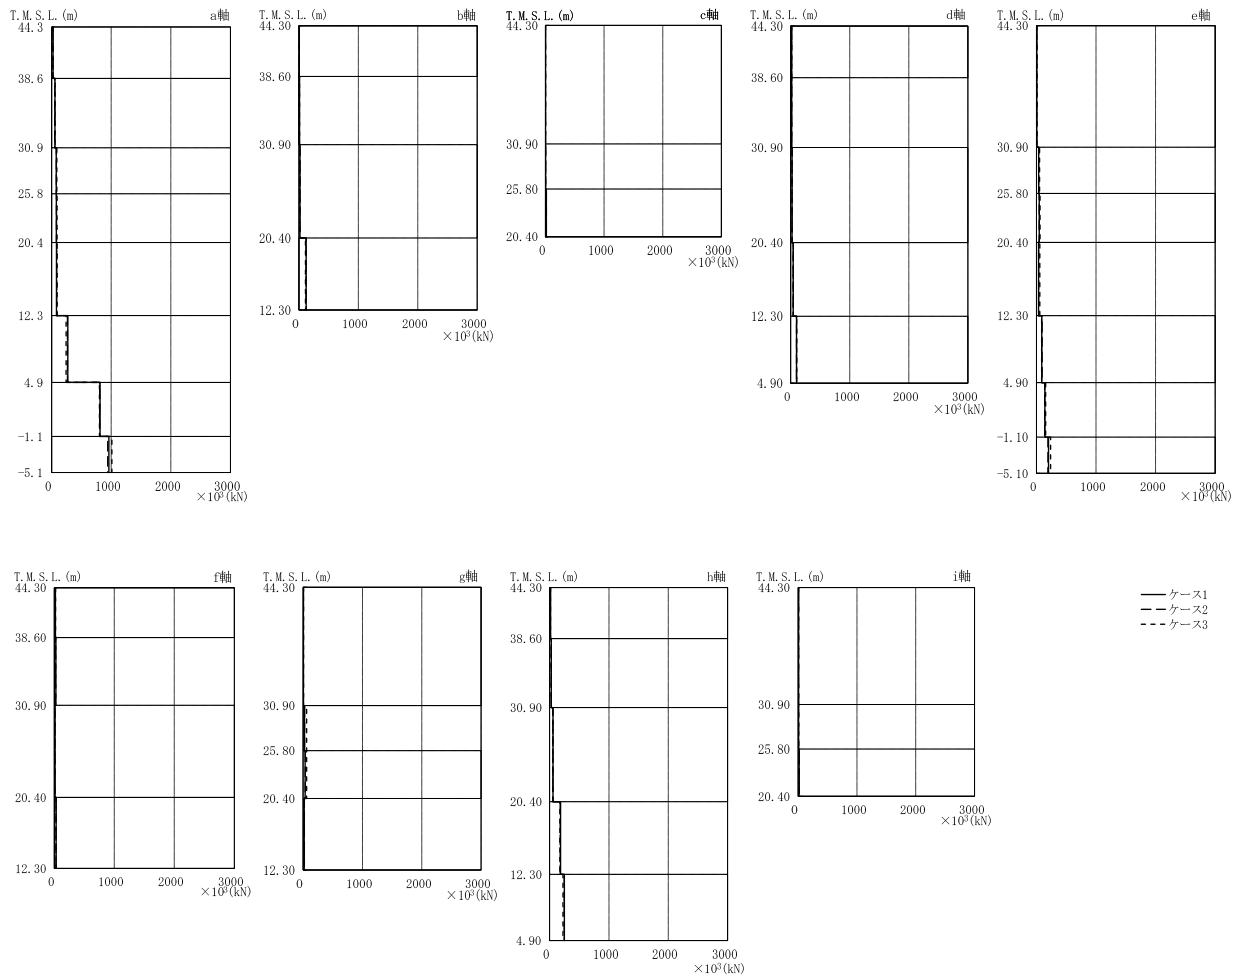 T.M.S.L.(m) a軸
44.3
38.6
30.9
25.8
20.4
12.3
4.9
-1.1
-5.1
0 1000 2000 3000
×10³(kN)
T.M.S.L.(m) b軸
44.30
38.60
30.90
20.40
12.30
0 1000 2000 3000
×10³(kN)
T.M.S.L.(m) c軸
44.30
30.90
25.80
20.40
0 1000 2000 3000
×10³(kN)
T.M.S.L.(m) d軸
44.30
38.60
30.90
20.40
12.30
4.90
0 1000 2000 3000
×10³(kN)
T.M.S.L.(m) e軸
44.30
30.90
25.80
20.40
12.30
4.90
-1.10
-5.10
0 1000 2000 3000
×10³(kN)
T.M.S.L.(m) f軸
44.30
38.60
30.90
20.40
12.30
0 1000 2000 3000
×10³(kN)
T.M.S.L.(m) g軸
44.30
30.90
25.80
20.40
12.30
0 1000 2000 3000
×10³(kN)
T.M.S.L.(m) h軸
44.30
38.60
30.90
20.40
12.30
4.90
0 1000 2000 3000
×10³(kN)
T.M.S.L.(m) i軸
44.30
30.90
25.80
20.40
0 1000 2000 3000
×10³(kN)
ケース1
ケース2
ケース3